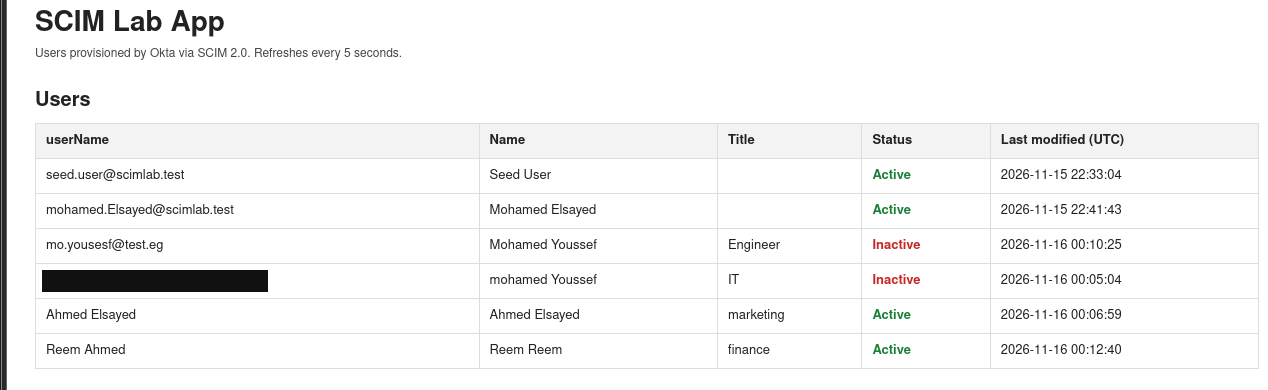 SCIM Lab App
Users provisioned by Okta via SCIM 2.0. Refreshes every 5 seconds.
Users
userName Name Title Status Last modified (UTC)
seed.user@scimlab.test Seed User Active 2026-11-15 22:33:04
mohamed.Elsayed@scimlab.test Mohamed Elsayed Active 2026-11-15 22:41:43
mo.yousesf@test.eg Mohamed Youssef Engineer Inactive 2026-11-16 00:10:25
mohamed Youssef IT Inactive 2026-11-16 00:05:04
Ahmed Elsayed Ahmed Elsayed marketing Active 2026-11-16 00:06:59
Reem Ahmed Reem Reem finance Active 2026-11-16 00:12:40